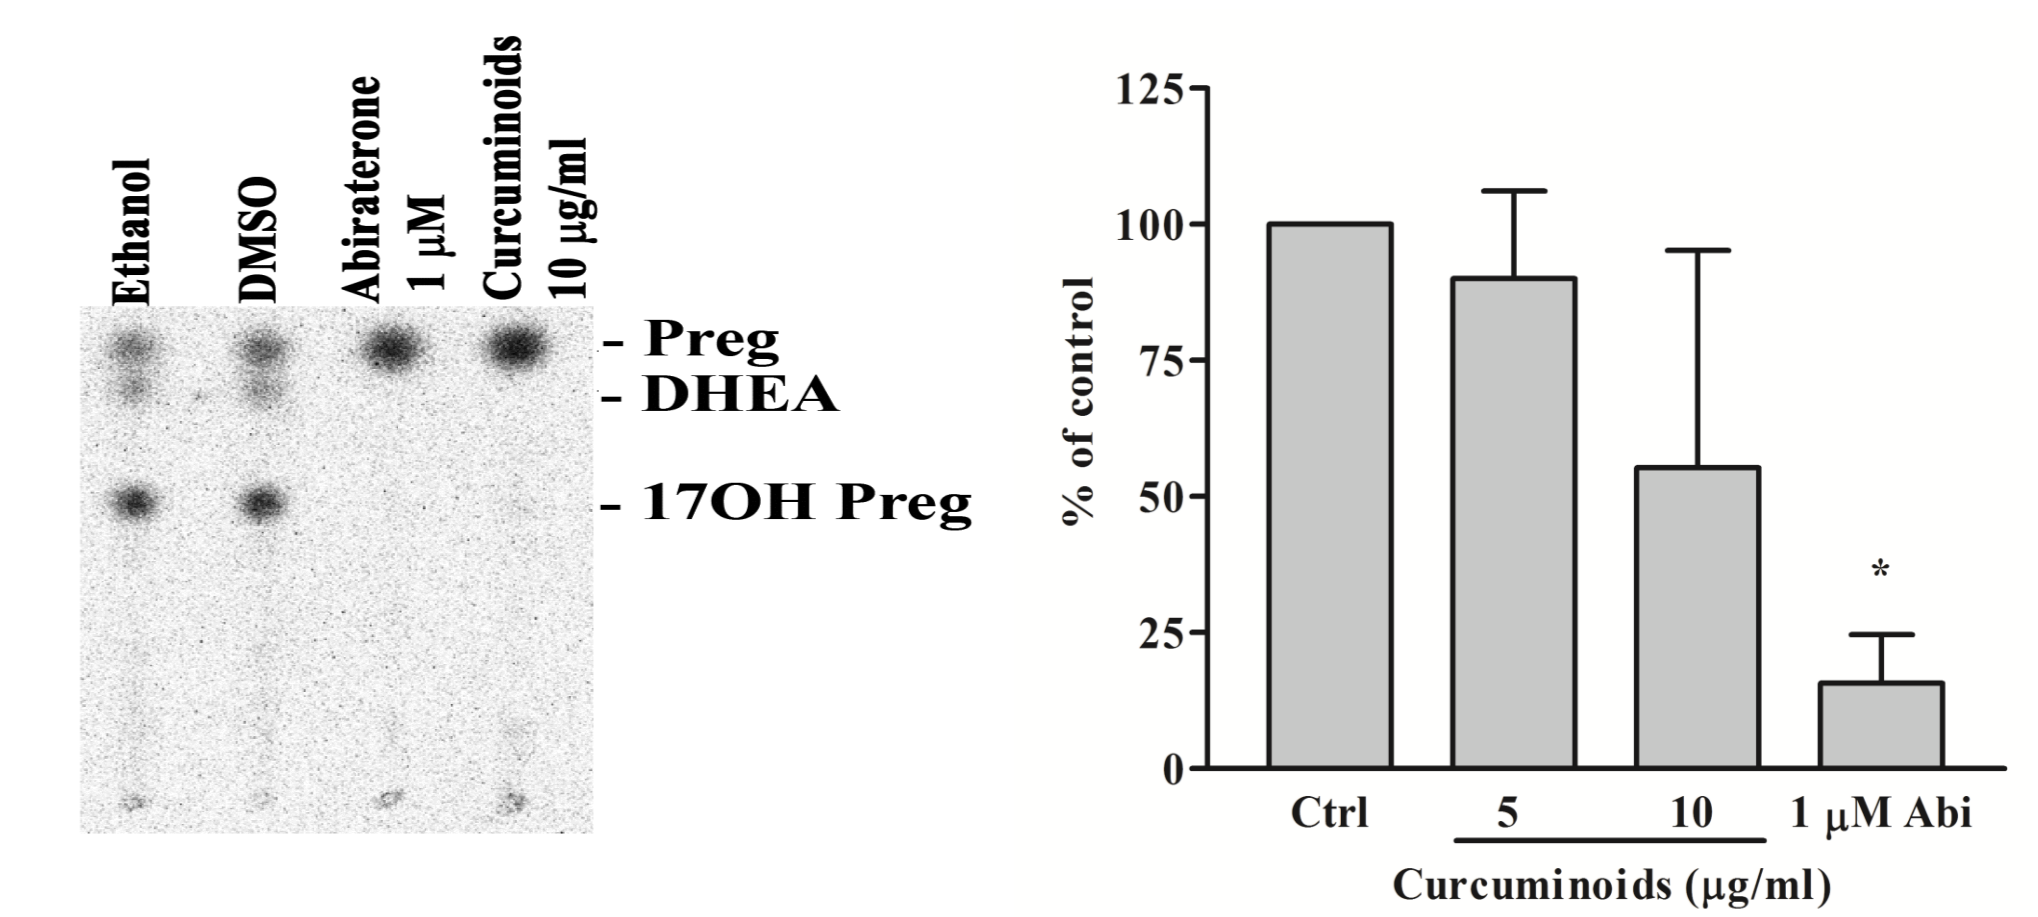 Ethanol
DMSO
Abiraterone
1 μM
Curcuminoids
10 μg/ml
- Preg
- DHEA
- 17OH Preg
% of control
125
100
75
50
25
0
*
Ctrl
5
10
1 μM Abi
Curcuminoids (μg/ml)